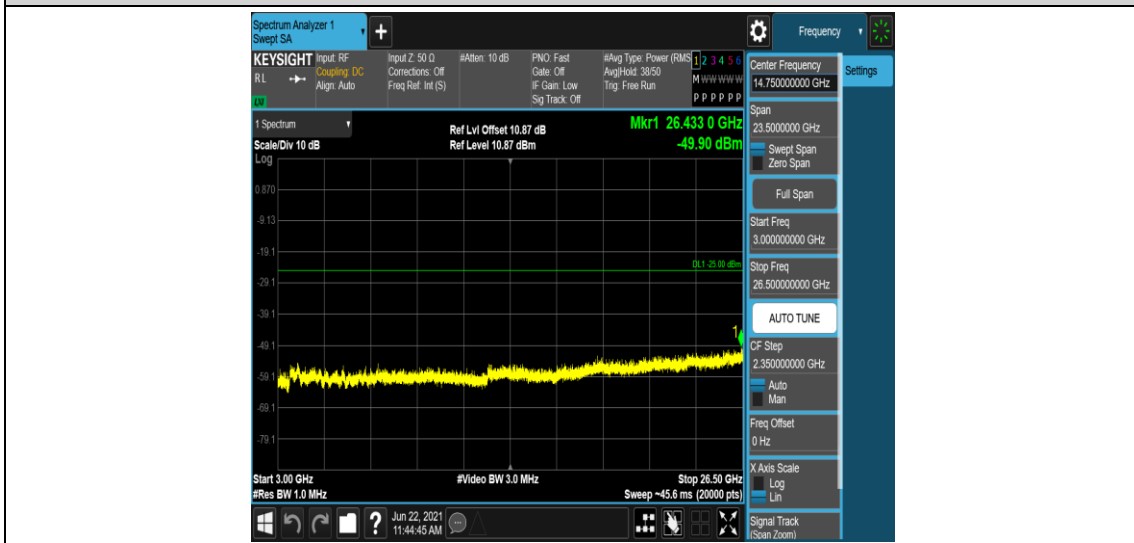 Spectrum Analyzer 1
Swept SA
+
Frequency
KEYSIGHT
RL
Input: RF
Coupling: DC
Align: Auto
Input Z: 50 Ω
Corrections: Off
Freq Ref: Int (S)
#Atten: 10 dB
PNO: Fast
Gate: Off
IF Gain: Low
Sig Track: Off
#Avg Type: Power (RMS
Avg|Hold: 38/50
Trig: Free Run
1 2 3 4 5 6
M W W W W W
P P P P P P
1 Spectrum
Scale/Div 10 dB
Ref Lvl Offset 10.87 dB
Ref Level 10.87 dBm
Mkr1 26.433 0 GHz
-49.90 dBm
Log
0.870
-9.13
-19.1
DL1 -25.00 dBm
-29.1
-39.1
1
-49.1
-59.1
-69.1
-79.1
Start 3.00 GHz
#Res BW 1.0 MHz
#Video BW 3.0 MHz
Stop 26.50 GHz
Sweep ~45.6 ms (20000 pts)
Jun 22, 2021
11:44:45 AM
?
Center Frequency
14.750000000 GHz
Settings
Span
23.5000000 GHz
Swept Span
Zero Span
Full Span
Start Freq
3.000000000 GHz
Stop Freq
26.500000000 GHz
AUTO TUNE
CF Step
2.350000000 GHz
Auto
Man
Freq Offset
0 Hz
X Axis Scale
Log
Lin
Signal Track
(Span Zoom)